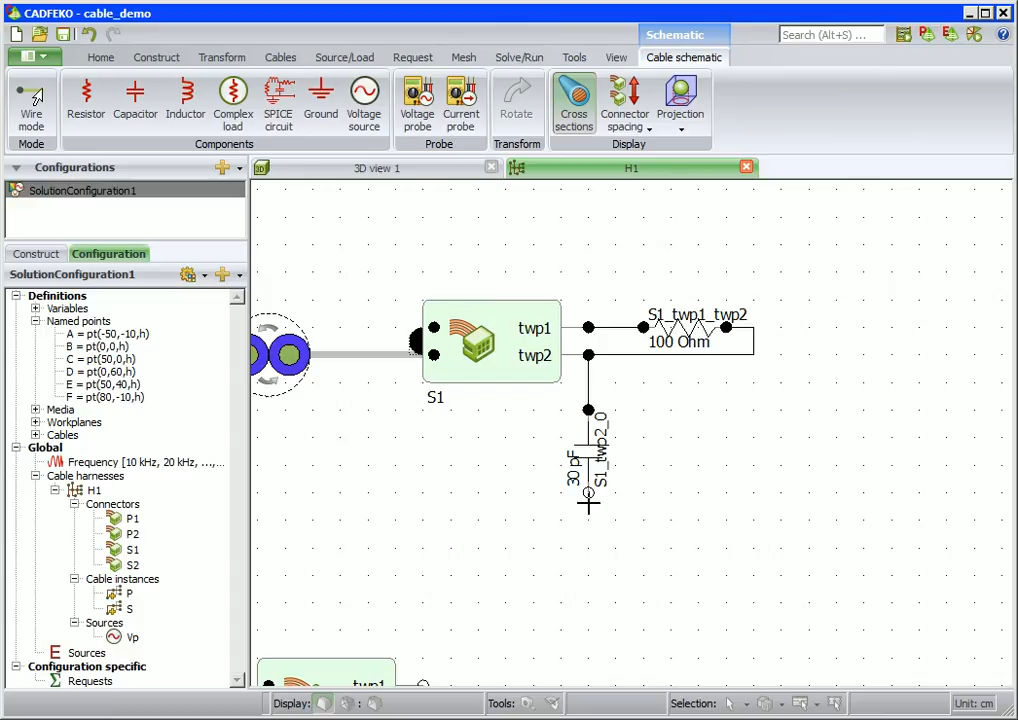 CADFEKO - cable_demo
Schematic
Search (Alt+S) ...
Home Construct Transform Cables Source/Load Request Mesh Solve/Run Tools View Cable schematic
Wire mode
Resistor
Capacitor
Inductor
Complex load
SPICE circuit
Ground
Voltage source
Voltage probe
Current probe
Rotate
Cross sections
Connector spacing
Projection
Mode Components Probe Transform Display
Configurations
3D view 1
H1
SolutionConfiguration1
Construct Configuration
SolutionConfiguration1
Definitions
Variables
Named points
A = pt(-50,-10,h)
B = pt(0,0,h)
C = pt(50,0,h)
D = pt(0,60,h)
E = pt(50,40,h)
F = pt(80,-10,h)
Media
Workplanes
Cables
Global
Frequency [10 kHz, 20 kHz, ...,...
Cable harnesses
H1
Connectors
P1
P2
S1
S2
Cable instances
P
S
Sources
Vp
Sources
Configuration specific
Requests
twp1
twp2
S1
S1_twp1_twp2
100 Ohm
30 pF
S1_twp2_0
twp1
Display:
Tools:
Selection:
Unit: cm